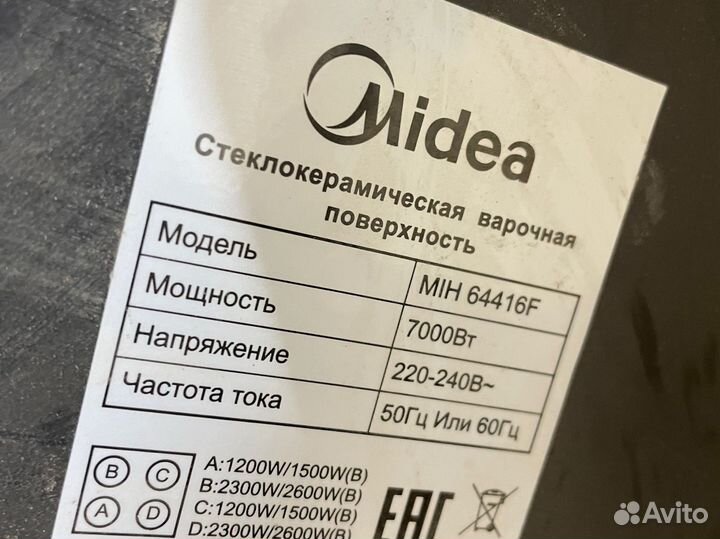 Midea
Стеклокерамическая варочная
поверхность
Модель MIH 64416F
Мощность 7000Вт
Напряжение 220-240В~
Частота тока 50Гц Или 60Гц
B C A:1200W/1500W(B)
B:2300W/2600W(B)
A D C:1200W/1500W(B)
D:2300W/2600W(B)
EAC
Avito